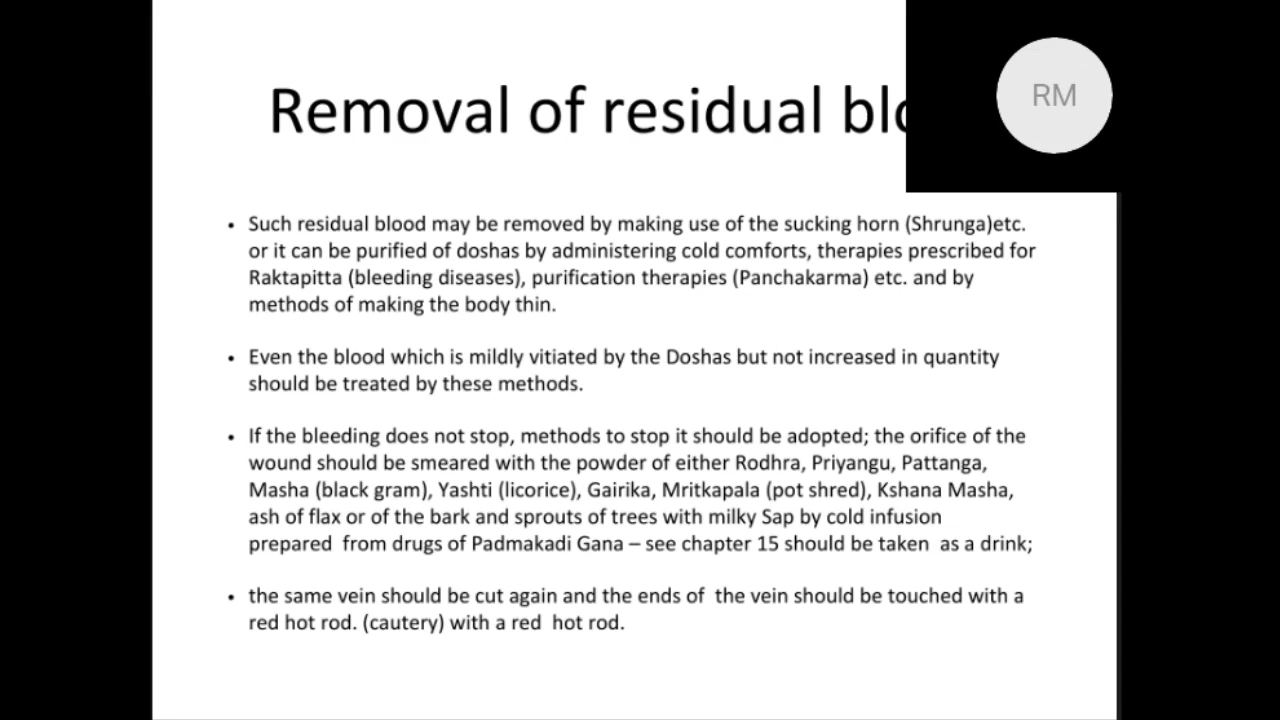 Removal of residual
RM
• Such residual blood may be removed by making use of the sucking horn (Shrunga)etc.
or it can be purified of doshas by administering cold comforts, therapies prescribed for
Raktapitta (bleeding diseases), purification therapies (Panchakarma) etc. and by
methods of making the body thin.
• Even the blood which is mildly vitiated by the Doshas but not increased in quantity
should be treated by these methods.
• If the bleeding does not stop, methods to stop it should be adopted; the orifice of the
wound should be smeared with the powder of either Rodhra, Priyangu, Pattanga,
Masha (black gram), Yashti (licorice), Gairika, Mritkapala (pot shred), Kshana Masha,
ash of flax or of the bark and sprouts of trees with milky Sap by cold infusion
prepared  from drugs of Padmakadi Gana – see chapter 15 should be taken  as a drink;
• the same vein should be cut again and the ends of  the vein should be touched with a
red hot rod. (cautery) with a red  hot rod.